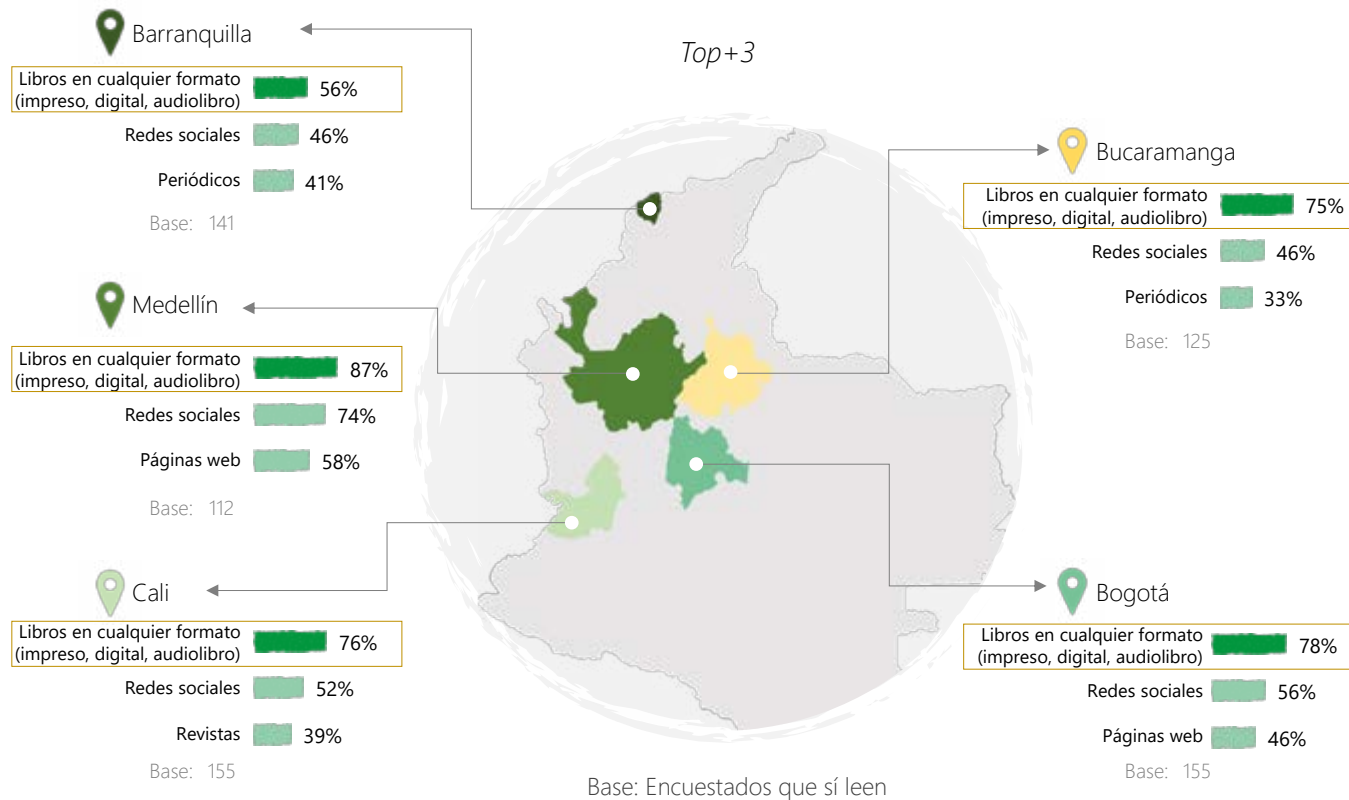 Top+3
Barranquilla
Libros en cualquier formato
(impreso, digital, audiolibro)
56%
Redes sociales
46%
Periódicos
41%
Base: 141
Medellín
Libros en cualquier formato
(impreso, digital, audiolibro)
87%
Redes sociales
74%
Páginas web
58%
Base: 112
Cali
Libros en cualquier formato
(impreso, digital, audiolibro)
76%
Redes sociales
52%
Revistas
39%
Base: 155
Bucaramanga
Libros en cualquier formato
(impreso, digital, audiolibro)
75%
Redes sociales
46%
Periódicos
33%
Base: 125
Bogotá
Libros en cualquier formato
(impreso, digital, audiolibro)
78%
Redes sociales
56%
Páginas web
46%
Base: 155
Base: Encuestados que sí leen